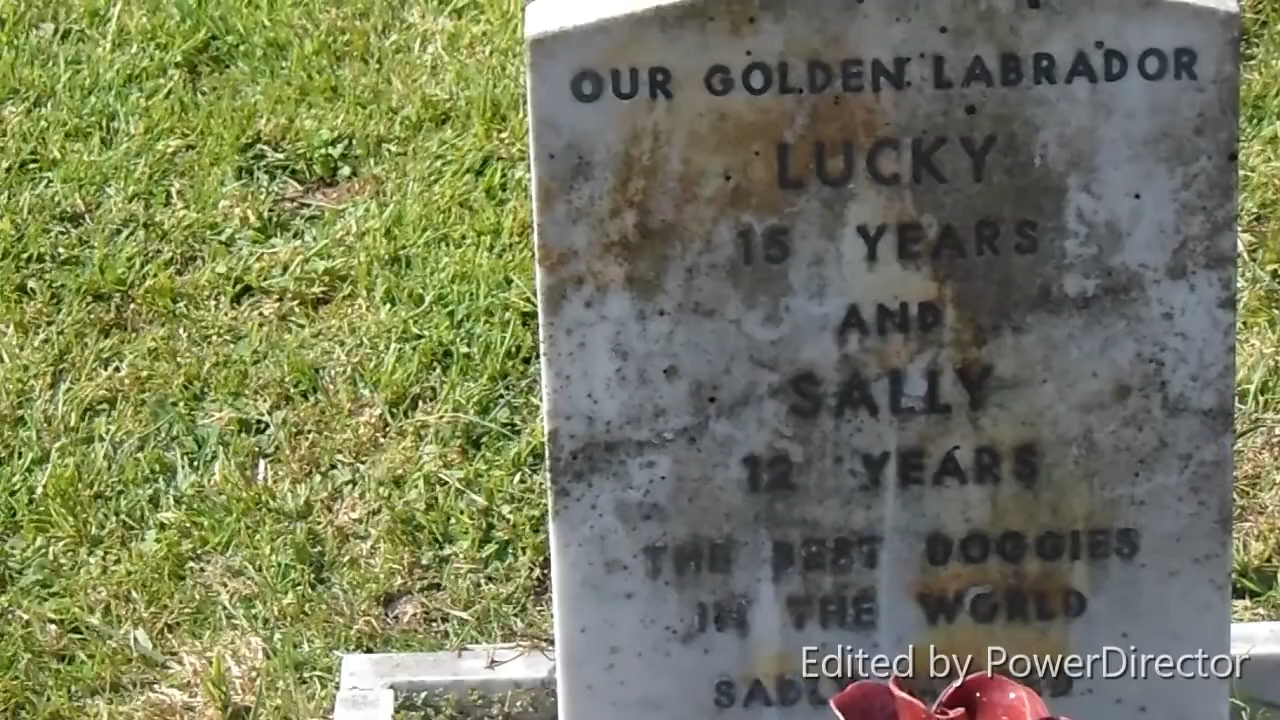 OUR GOLDEN LABRADOR
LUCKY
15 YEARS
AND
SALLY
12 YEARS
THE BEST DOGGIES
IN THE WORLD
Edited by PowerDirector